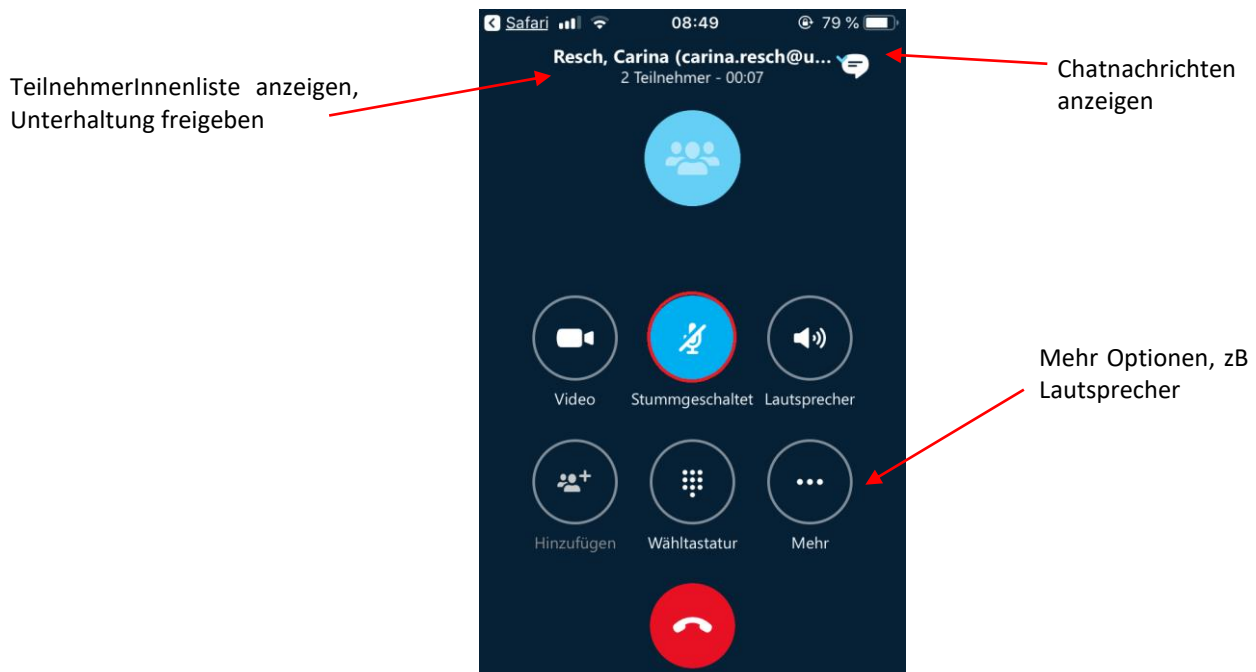 Safari 08:49 79 %
Resch, Carina (carina.resch@u...
2 Teilnehmer - 00:07
TeilnehmerInnenliste anzeigen,
Unterhaltung freigeben
Chatnachrichten
anzeigen
Video Stummgeschaltet Lautsprecher
Mehr Optionen, zB
Lautsprecher
Hinzufügen Wähltastatur Mehr